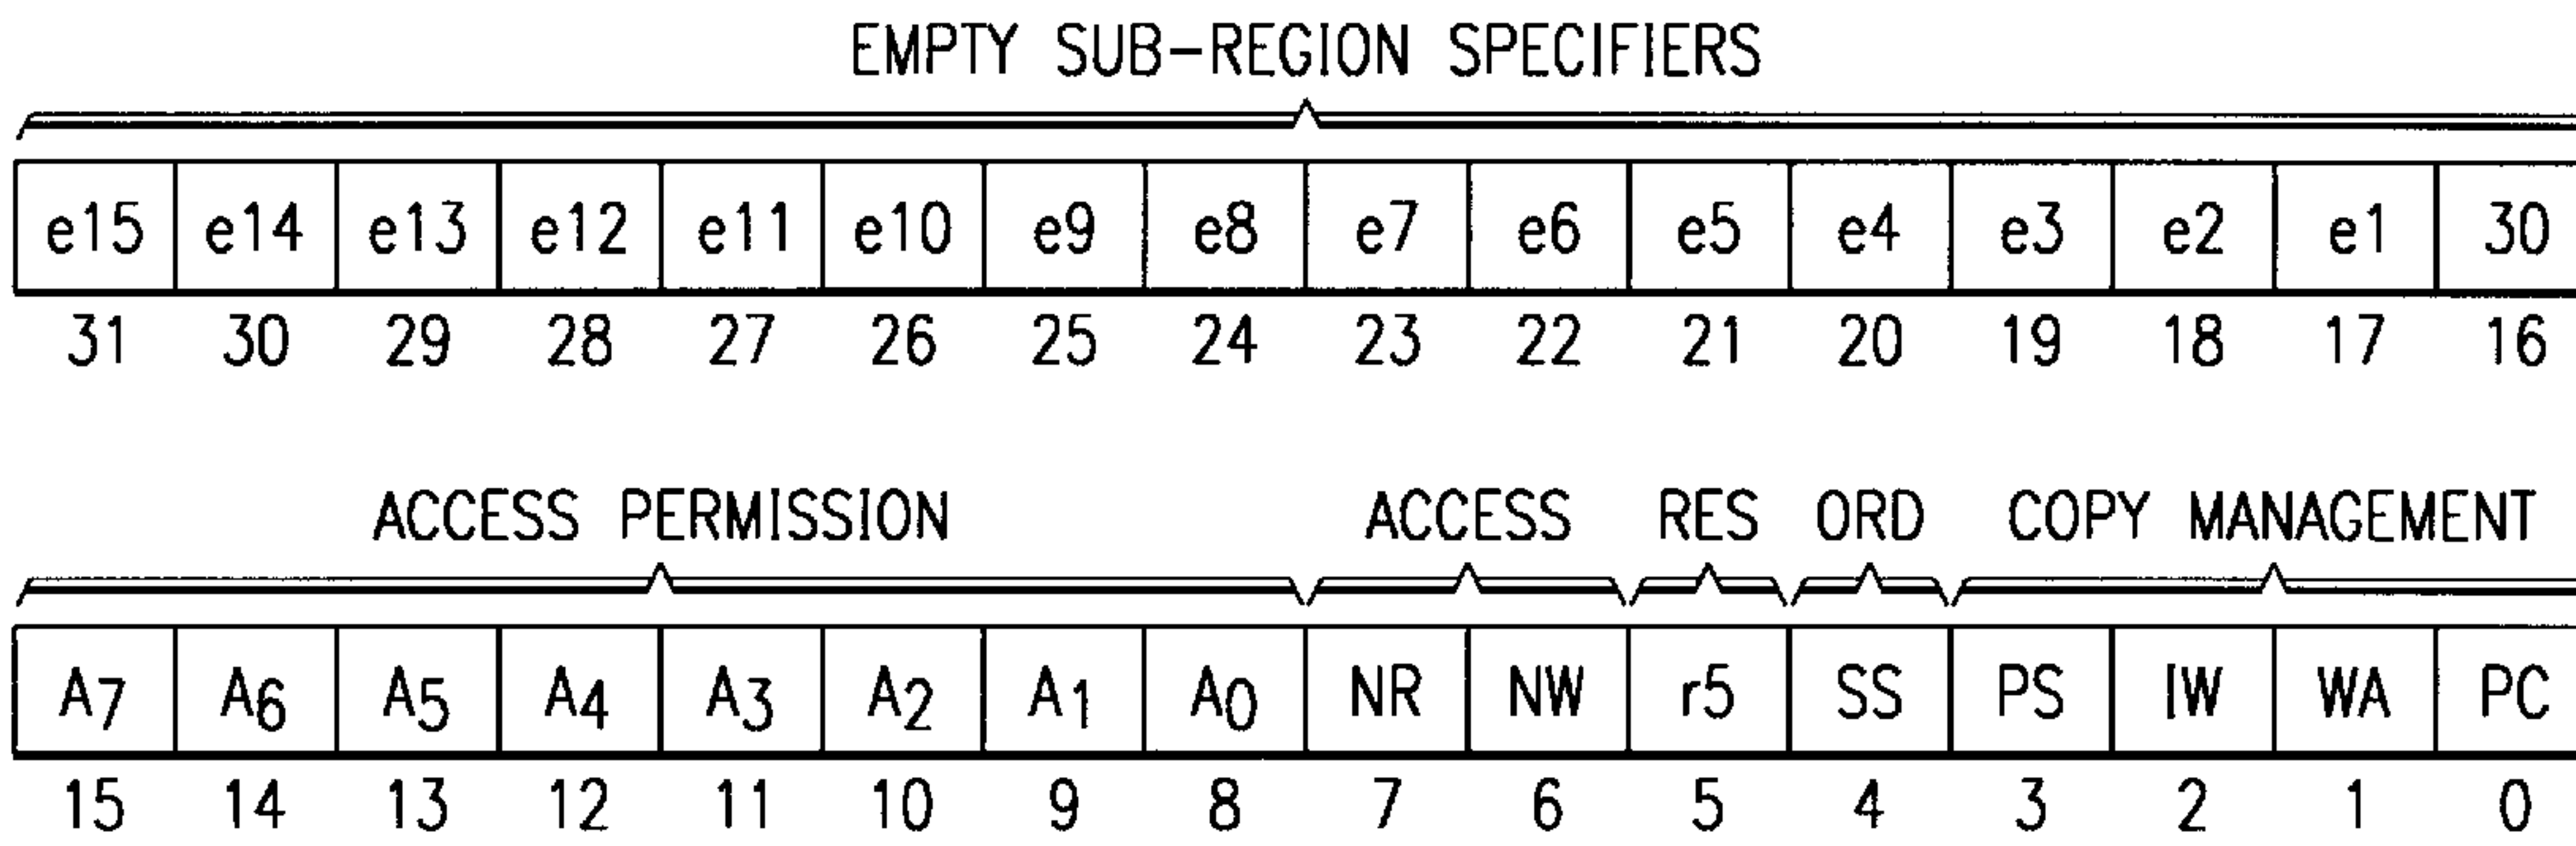 EMPTY SUB-REGION SPECIFIERS
e15 e14 e13 e12 e11 e10 e9 e8 e7 e6 e5 e4 e3 e2 e1 30
31 30 29 28 27 26 25 24 23 22 21 20 19 18 17 16
ACCESS PERMISSION ACCESS RES ORD COPY MANAGEMENT
A7 A6 A5 A4 A3 A2 A1 A0 NR NW r5 SS PS IW WA PC
15 14 13 12 11 10 9 8 7 6 5 4 3 2 1 0